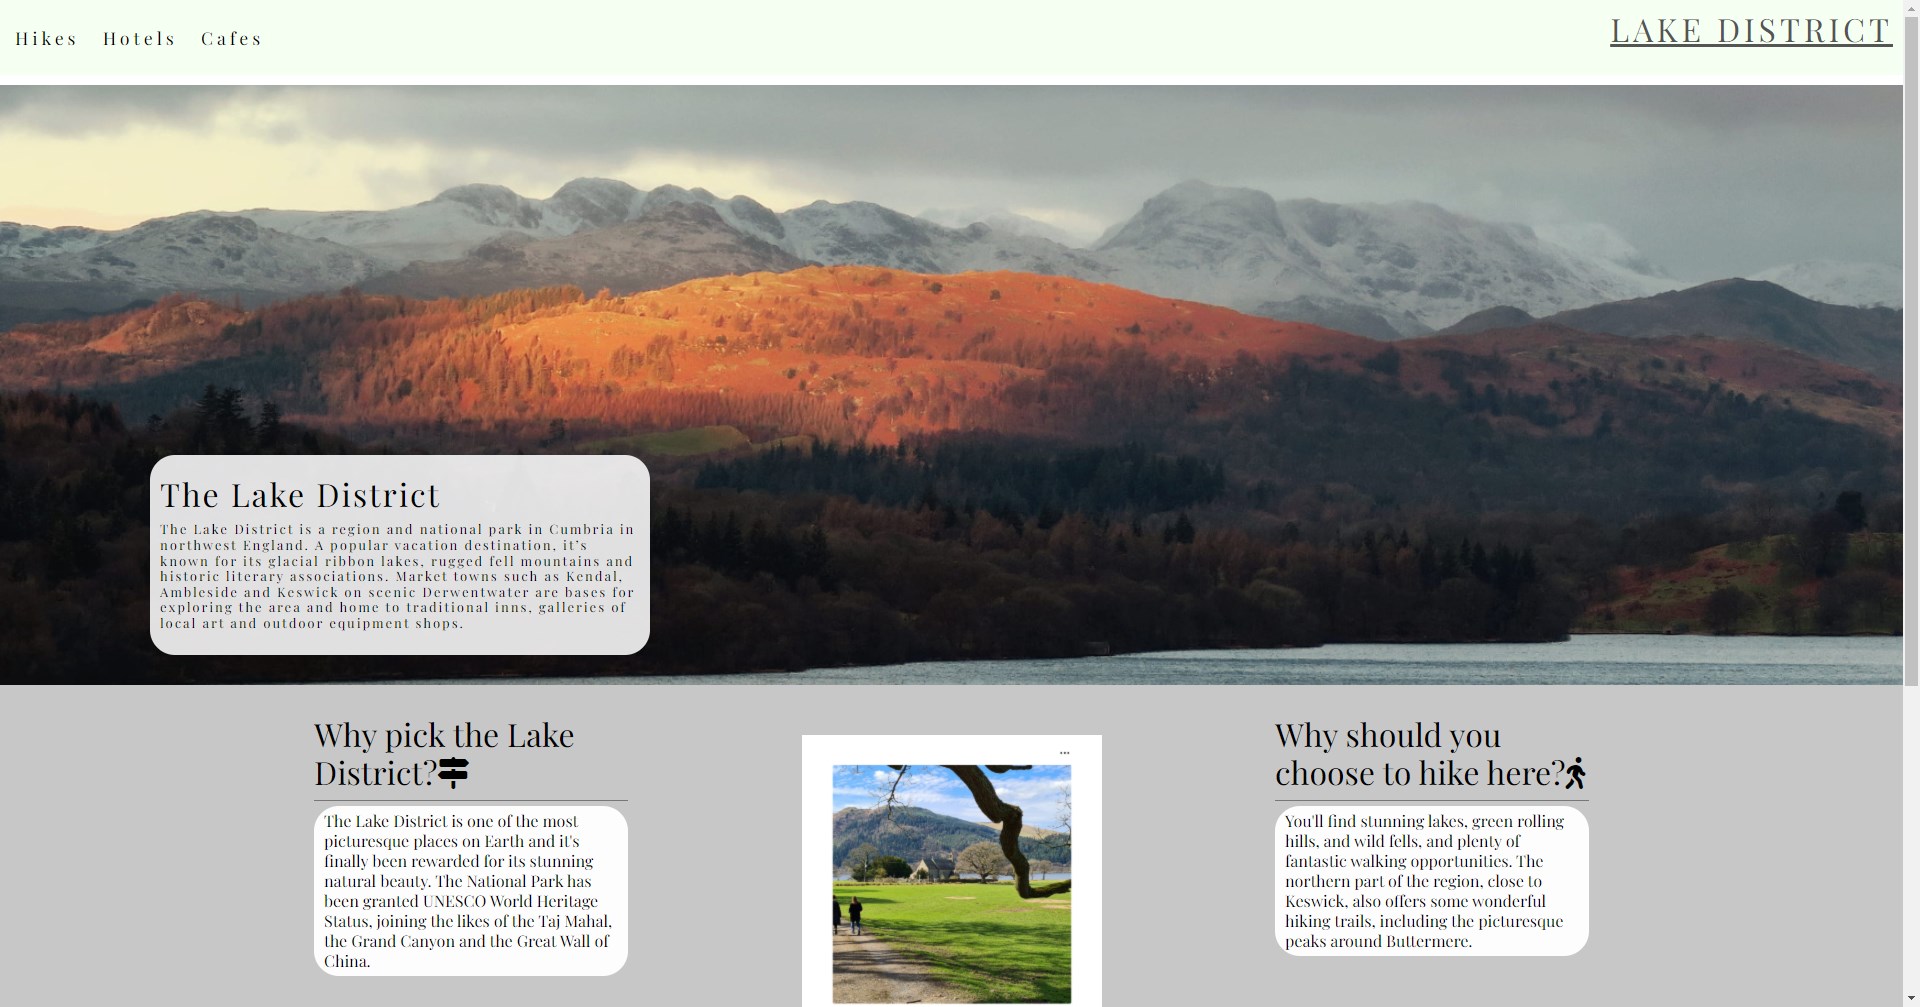 Hikes Hotels Cafes LAKE DISTRICT
The Lake District
The Lake District is a region and national park in Cumbria in
northwest England. A popular vacation destination, it's
known for its glacial ribbon lakes, rugged fell mountains and
historic literary associations. Market towns such as Kendal,
Ambleside and Keswick on scenic Derwentwater are bases for
exploring the area and home to traditional inns, galleries of
local art and outdoor equipment shops.
Why pick the Lake
District?
The Lake District is one of the most
picturesque places on Earth and it's
finally been rewarded for its stunning
natural beauty. The National Park has
been granted UNESCO World Heritage
Status, joining the likes of the Taj Mahal,
the Grand Canyon and the Great Wall of
China.
Why should you
choose to hike here?
You'll find stunning lakes, green rolling
hills, and wild fells, and plenty of
fantastic walking opportunities. The
northern part of the region, close to
Keswick, also offers some wonderful
hiking trails, including the picturesque
peaks around Buttermere.